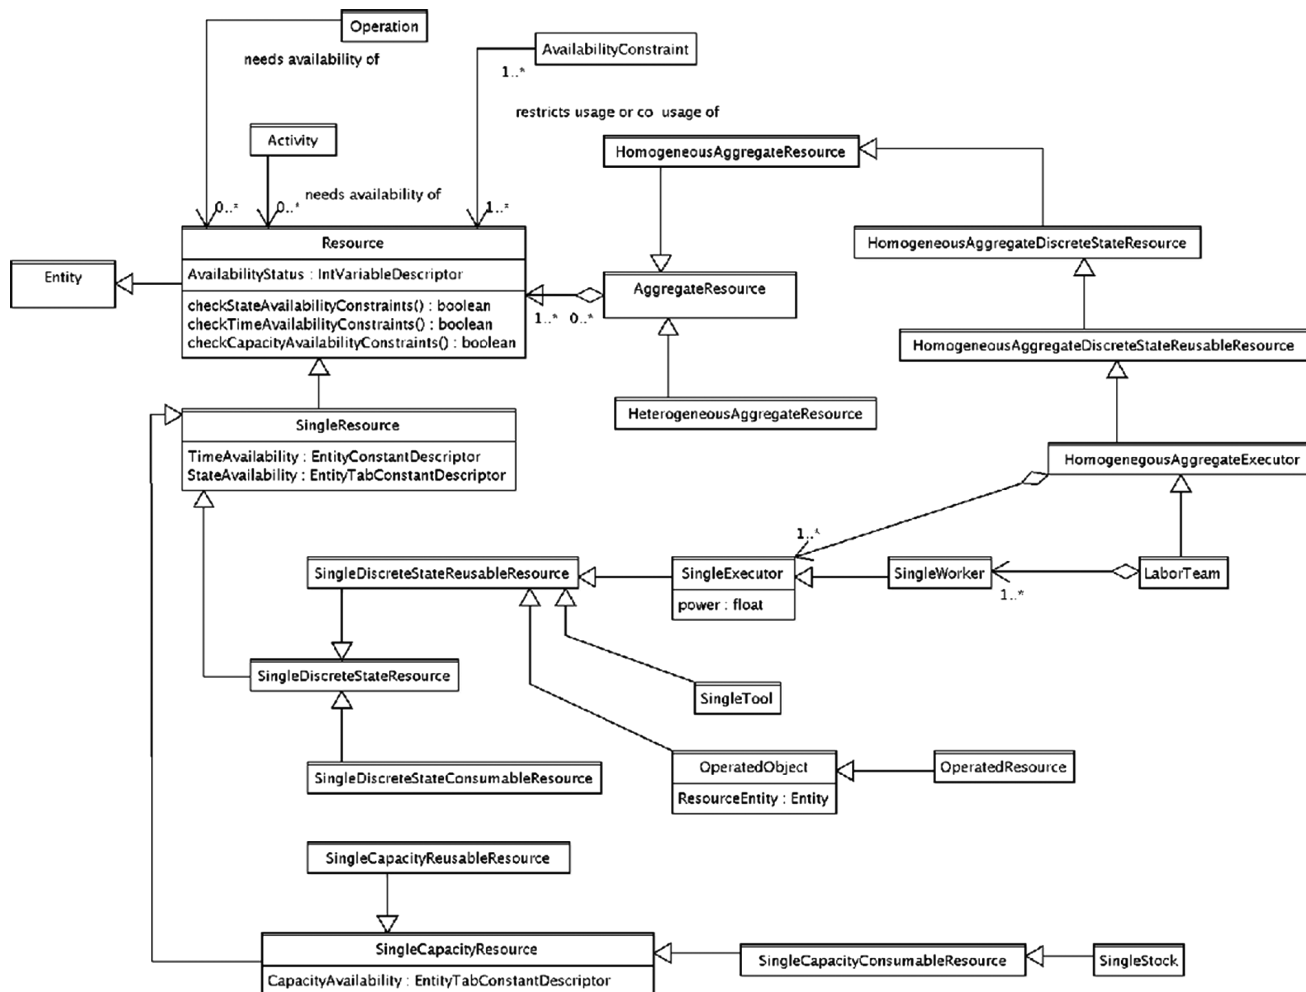 Operation
needs availability of
AvailabilityConstraint
1..*
restricts usage or co usage of
Activity
HomogeneousAggregateResource
needs availability of
0..*
0..*
1..*
Resource
HomogeneousAggregateDiscreteStateResource
Entity
AvailabilityStatus : IntVariableDescriptor
AggregateResource
checkStateAvailabilityConstraints() : boolean
checkTimeAvailabilityConstraints() : boolean
checkCapacityAvailabilityConstraints() : boolean
1..*
0..*
HomogeneousAggregateDiscreteStateReusableResource
HeterogeneousAggregateResource
SingleResource
TimeAvailability : EntityConstantDescriptor
StateAvailability : EntityTabConstantDescriptor
HomogenegousAggregateExecutor
1..*
SingleDiscreteStateReusableResource
SingleExecutor
power : float
SingleWorker
1..*
LaborTeam
SingleDiscreteStateResource
SingleTool
SingleDiscreteStateConsumableResource
OperatedObject
ResourceEntity : Entity
OperatedResource
SingleCapacityReusableResource
SingleCapacityResource
CapacityAvailability : EntityTabConstantDescriptor
SingleCapacityConsumableResource
SingleStock